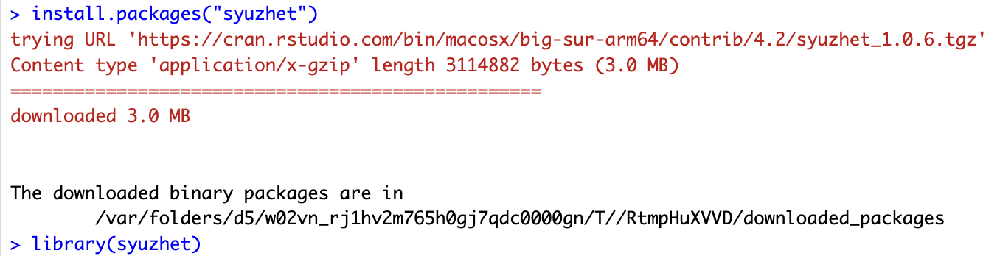 > install.packages("syuzhet")
trying URL 'https://cran.rstudio.com/bin/macosx/big-sur-arm64/contrib/4.2/syuzhet_1.0.6.tgz'
Content type 'application/x-gzip' length 3114882 bytes (3.0 MB)
==================================================
downloaded 3.0 MB
The downloaded binary packages are in
/var/folders/d5/w02vn_rj1hv2m765h0gj7qdc0000gn/T//RtmpHuXVVD/downloaded_packages
> library(syuzhet)